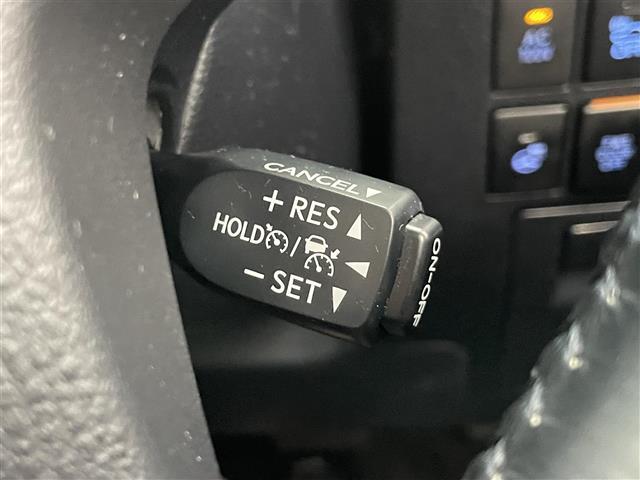 CANCEL▼
+ RES ▲
HOLD / ◀
- SET ▼
ON-OFF
A/C